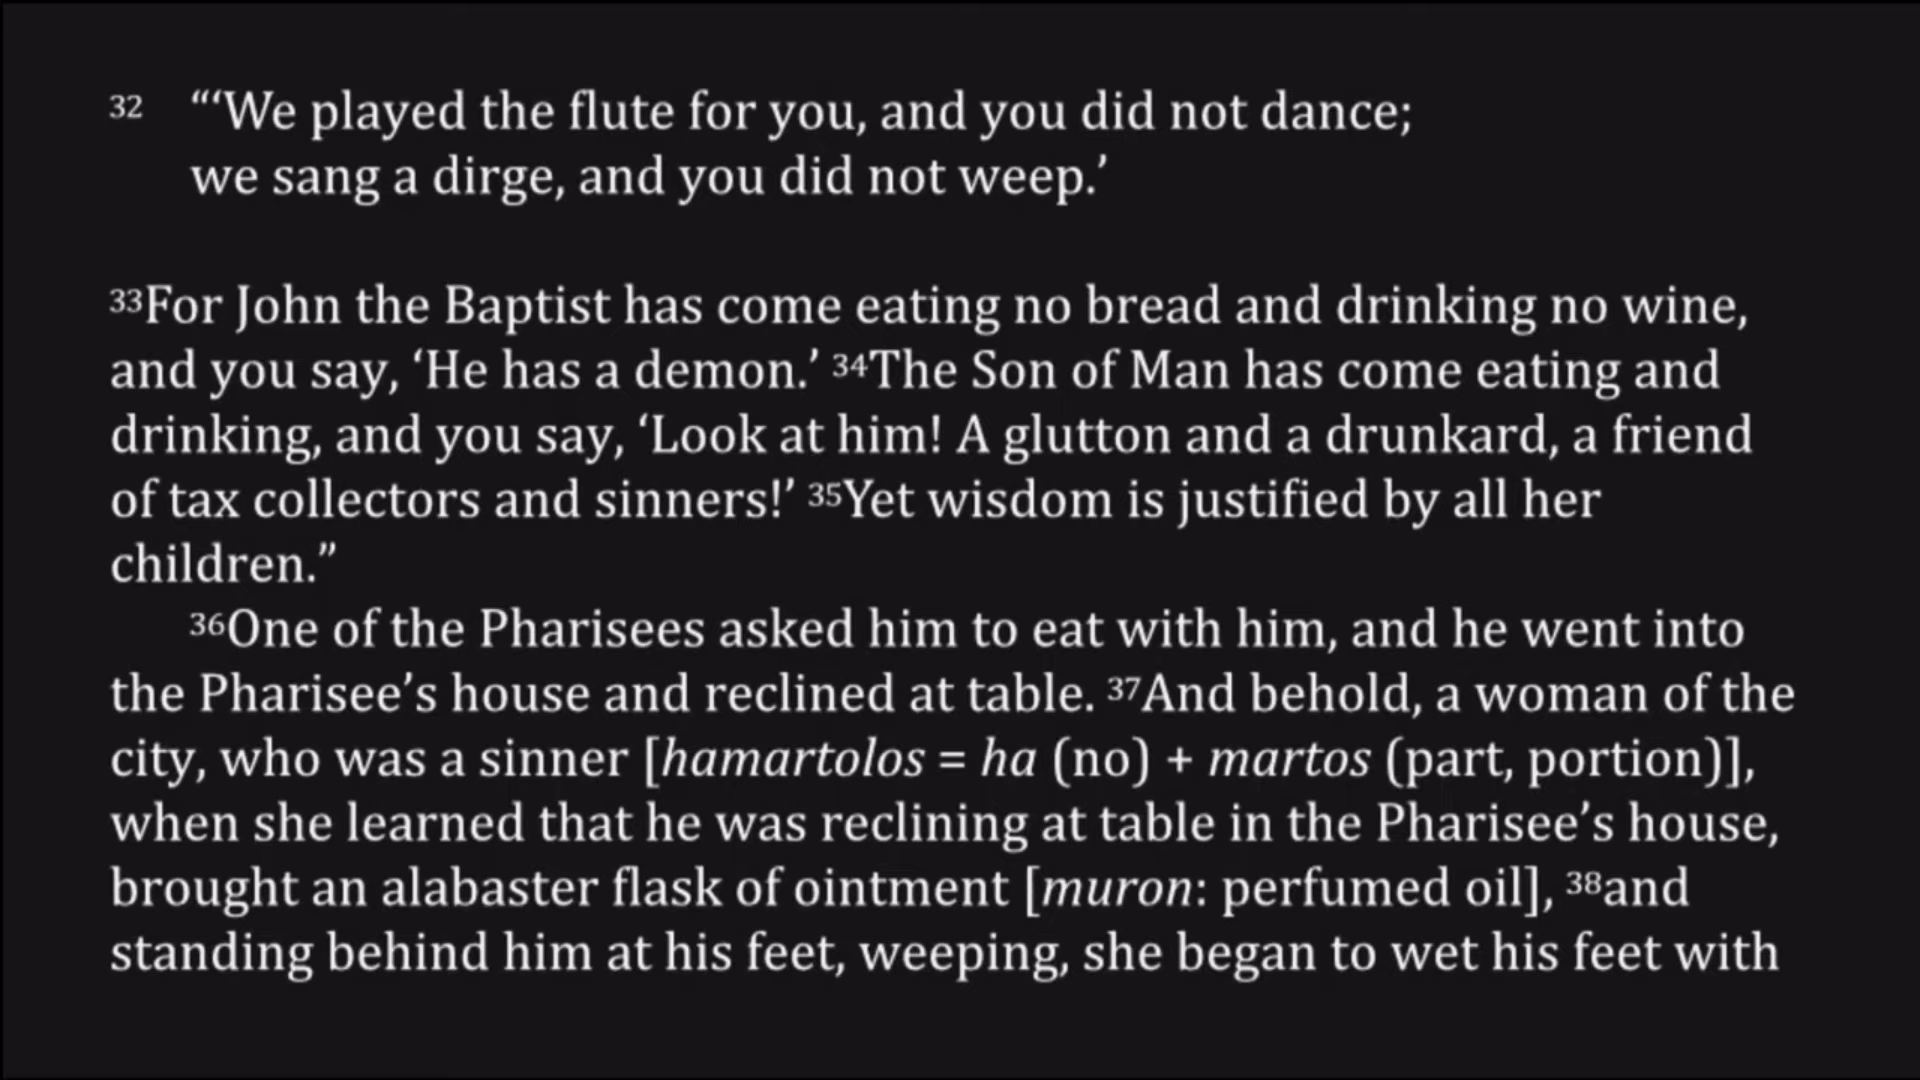 32 “‘We played the flute for you, and you did not dance;
we sang a dirge, and you did not weep.’
33For John the Baptist has come eating no bread and drinking no wine,
and you say, ‘He has a demon.’ 34The Son of Man has come eating and
drinking, and you say, ‘Look at him! A glutton and a drunkard, a friend
of tax collectors and sinners!’ 35Yet wisdom is justified by all her
children.”
36One of the Pharisees asked him to eat with him, and he went into
the Pharisee’s house and reclined at table. 37And behold, a woman of the
city, who was a sinner [hamartolos = ha (no) + martos (part, portion)],
when she learned that he was reclining at table in the Pharisee’s house,
brought an alabaster flask of ointment [muron: perfumed oil], 38and
standing behind him at his feet, weeping, she began to wet his feet with